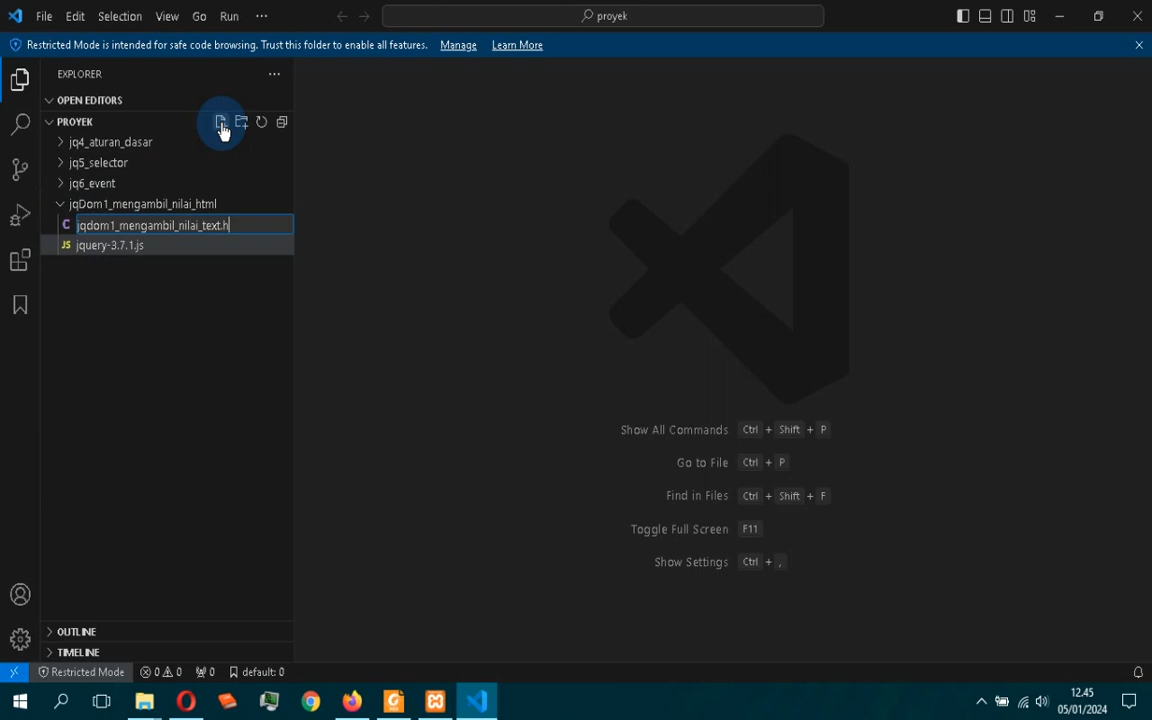 File Edit Selection View Go Run ··· proyek
Restricted Mode is intended for safe code browsing. Trust this folder to enable all features. Manage Learn More
EXPLORER
OPEN EDITORS
PROYEK
jq4_aturan_dasar
jq5_selector
jq6_event
jqDom1_mengambil_nilai_html
C jqdom1_mengambil_nilai_text.h
JS jquery-3.7.1.js
Show All Commands Ctrl + Shift + P
Go to File Ctrl + P
Find in Files Ctrl + Shift + F
Toggle Full Screen F11
Show Settings Ctrl + ,
OUTLINE
TIMELINE
Restricted Mode 0 0 0 default: 0
12.45
05/01/2024